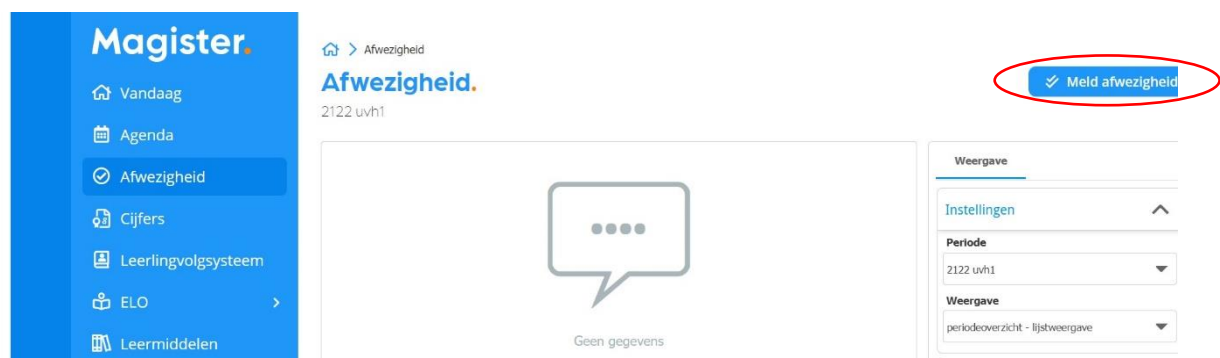 Magister.
Vandaag
Agenda
Afwezigheid
Cijfers
Leerlingvolgsysteem
ELO
Leermiddelen
Afwezigheid
Afwezigheid.
2122 uvh1
Meld afwezigheid
Geen gegevens
Weergave
Instellingen
Periode
2122 uvh1
Weergave
periodeoverzicht - lijstweergave